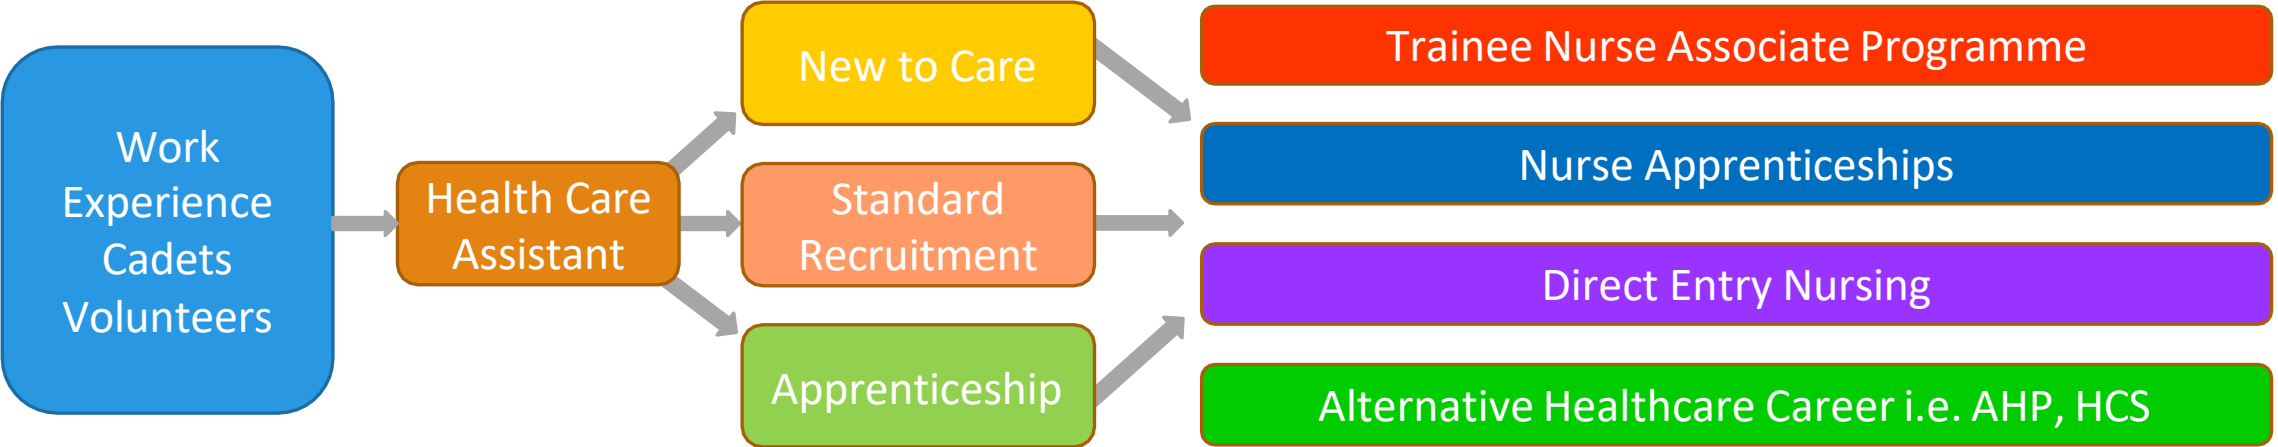 Work
Experience
Cadets
Volunteers
Health Care
Assistant
New to Care
Standard
Recruitment
Apprenticeship
Trainee Nurse Associate Programme
Nurse Apprenticeships
Direct Entry Nursing
Alternative Healthcare Career i.e. AHP, HCS